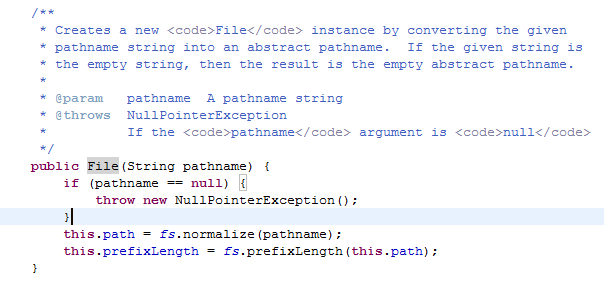 /**
 * Creates a new <code>File</code> instance by converting the given
 * pathname string into an abstract pathname.  If the given string is
 * the empty string, then the result is the empty abstract pathname.
 *
 * @param   pathname  A pathname string
 * @throws  NullPointerException
 *          If the <code>pathname</code> argument is <code>null</code>
 */
public File(String pathname) {
    if (pathname == null) {
        throw new NullPointerException();
    }
    this.path = fs.normalize(pathname);
    this.prefixLength = fs.prefixLength(this.path);
}